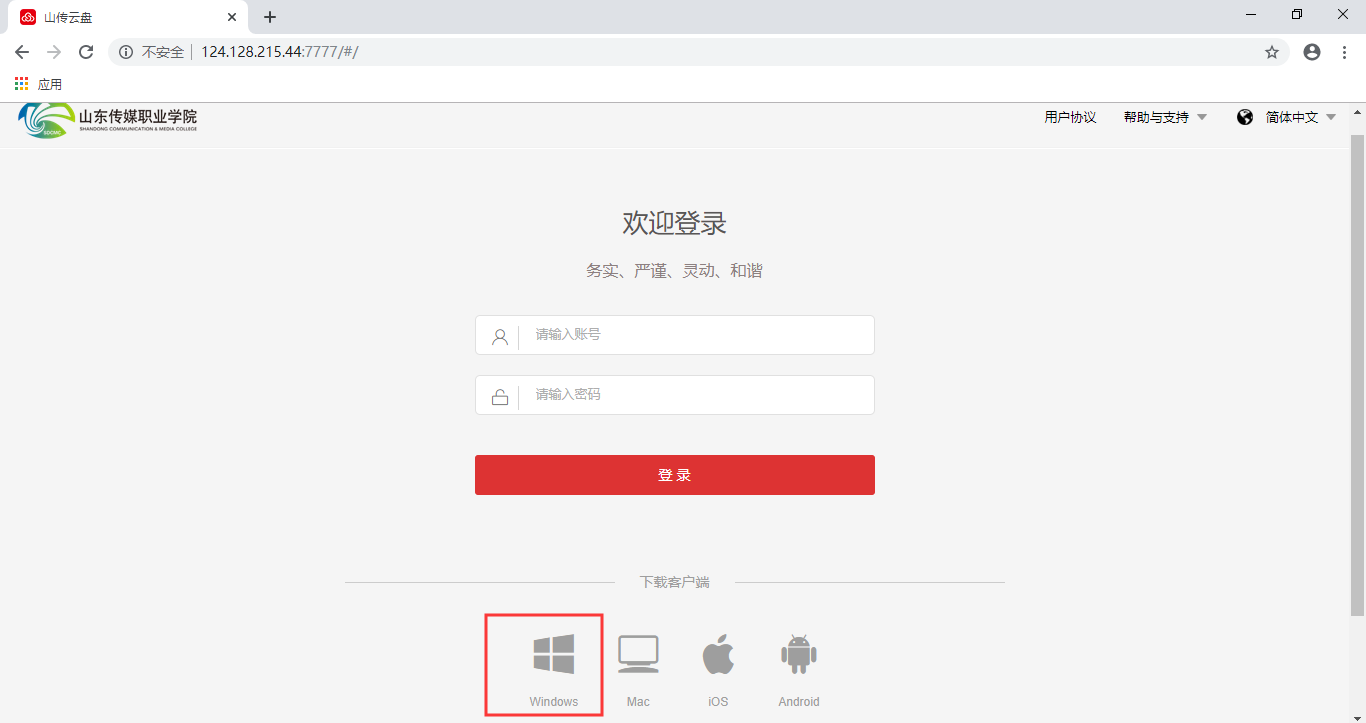 山传云盘
不安全 124.128.215.44:7777/#/
应用
山东传媒职业学院
SHANDONG COMMUNICATION & MEDIA COLLEGE
SDCMC
用户协议 帮助与支持 简体中文
欢迎登录
务实、严谨、灵动、和谐
请输入账号
请输入密码
登 录
下载客户端
Windows Mac iOS Android